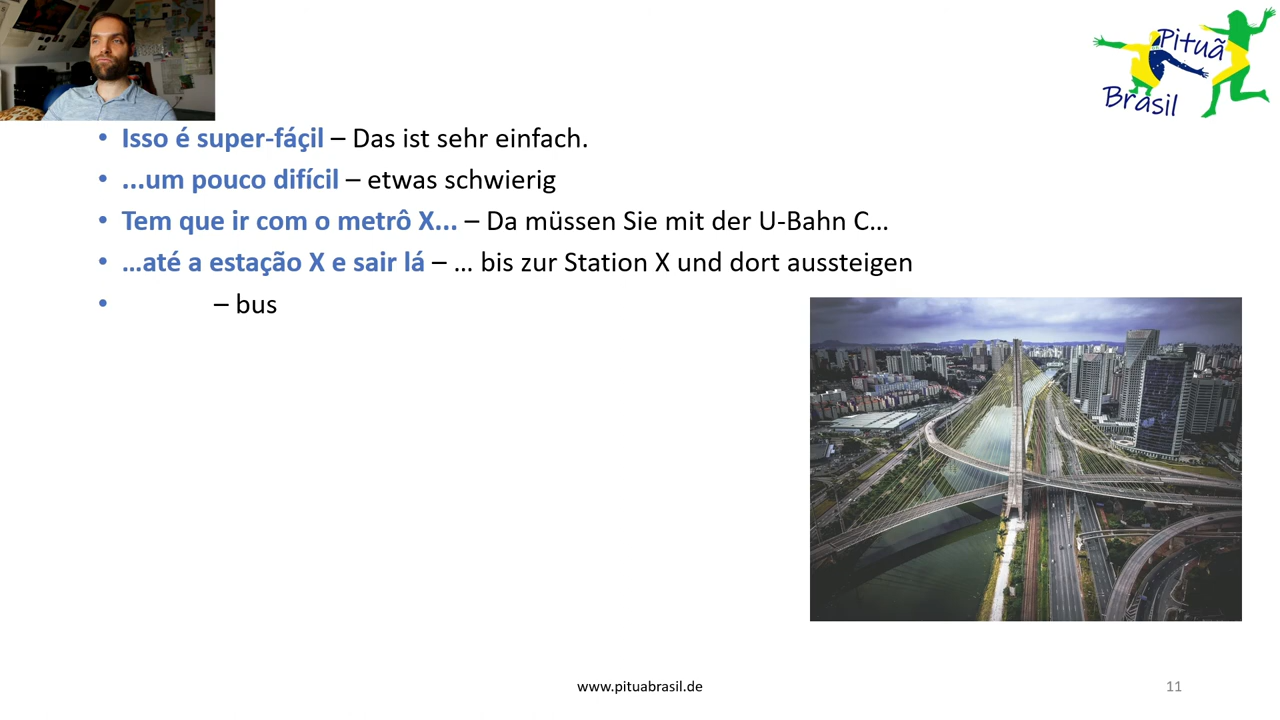 Pituã
Brasil
• Isso é super-fáçil – Das ist sehr einfach.
• ...um pouco difícil – etwas schwierig
• Tem que ir com o metrô X... – Da müssen Sie mit der U-Bahn C…
• …até a estação X e sair lá – … bis zur Station X und dort aussteigen
• – bus
www.pituabrasil.de
11